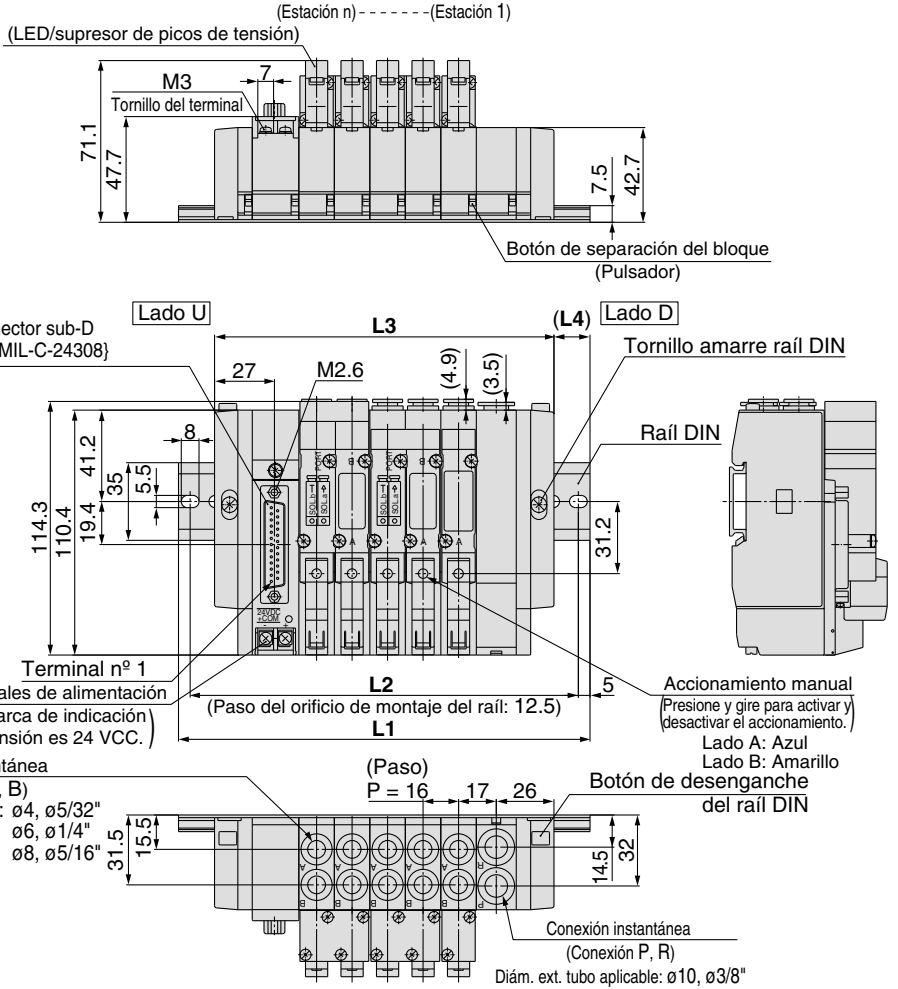 (Estación n)-------(Estación 1)
(LED/supresor de picos de tensión)
M3
7
Tornillo del terminal
71.1
47.7
7.5
42.7
Botón de separación del bloque
(Pulsador)
Lado U
L3
(L4)
Lado D
ector sub-D
MIL-C-24308}
27
M2.6
(4.9)
(3.5)
Tornillo amarre raíl DIN
Raíl DIN
8
41.2
35
5.5
19.4
114.3
110.4
31.2
PORT
SOLb
SOLa
B
PORT
SOLb
SOLa
B
A
A
A
24VDC
+COM
- +
Terminal nº 1
ales de alimentación
arca de indicación
nsión es 24 VCC.)
L2
5
(Paso del orificio de montaje del raíl: 12.5)
L1
Accionamiento manual
(Presione y gire para activar y
desactivar el accionamiento.)
Lado A: Azul
Lado B: Amarillo
ntánea
, B)
: ø4, ø5/32"
ø6, ø1/4"
ø8, ø5/16"
(Paso)
P = 16
17
26
Botón de desenganche
del raíl DIN
31.5
15.5
14.5
32
A A A A A R
B B B B B P
Conexión instantánea
(Conexión P, R)
Diám. ext. tubo aplicable: ø10, ø3/8"